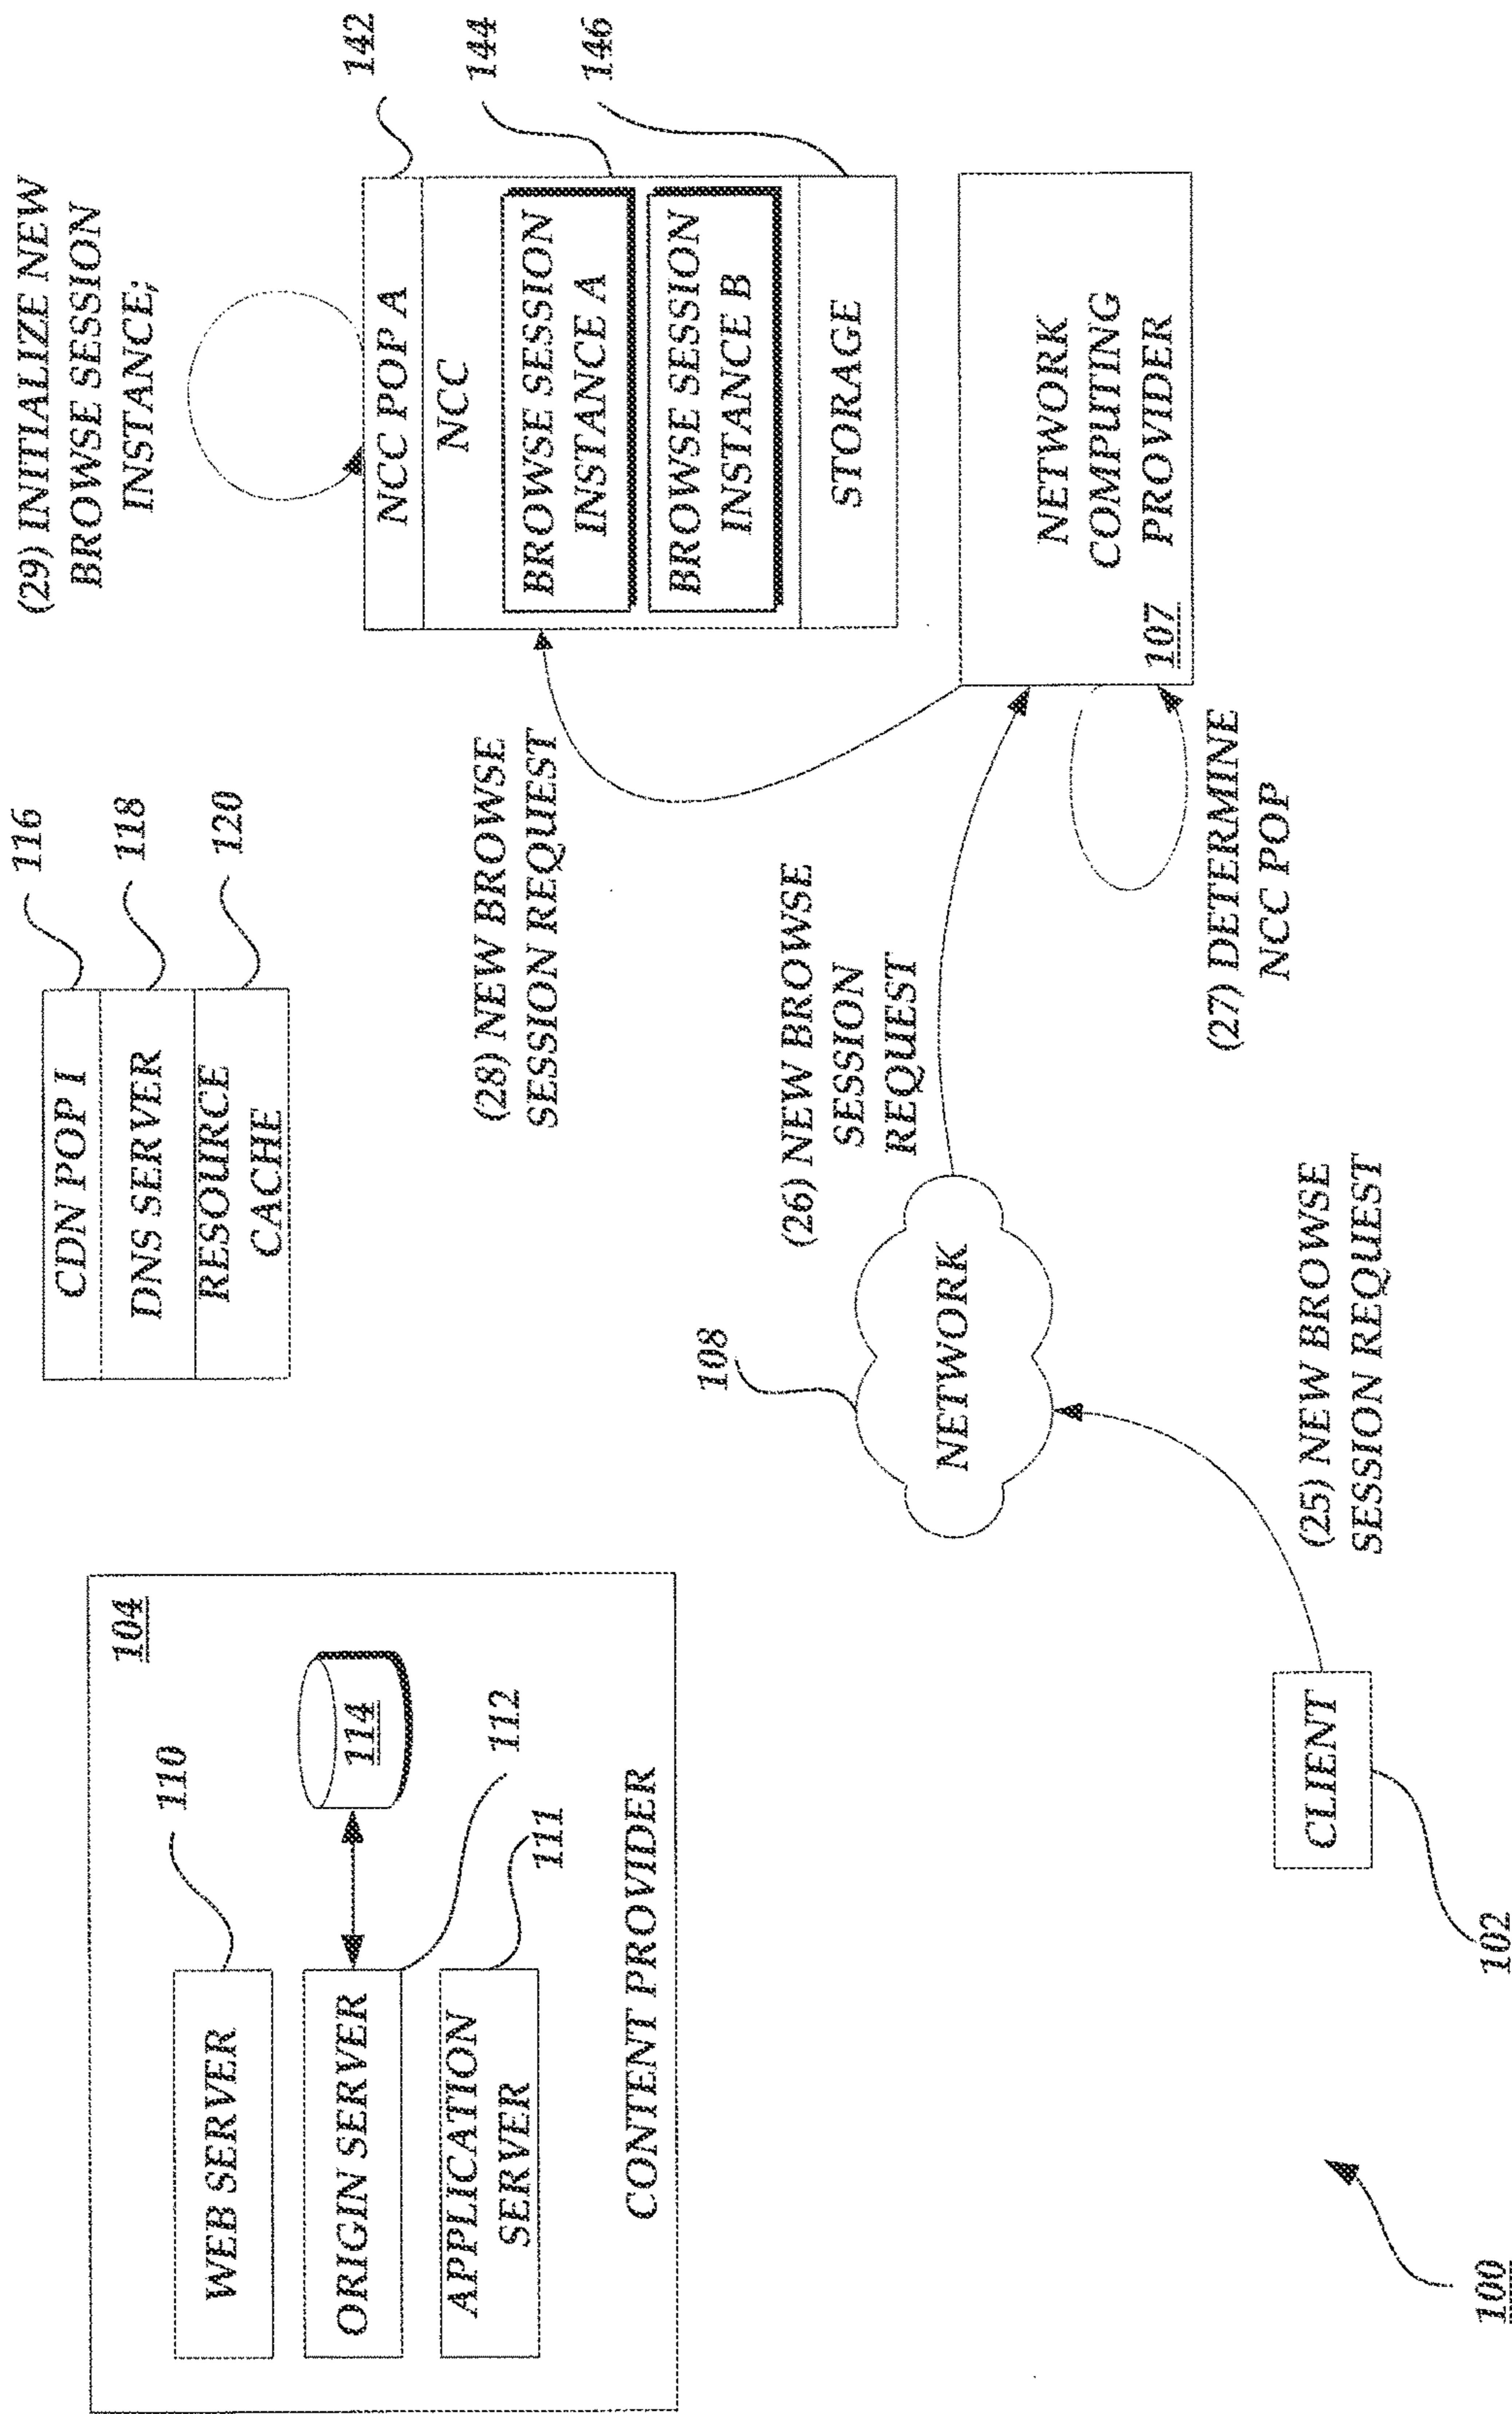 104
110
WEB SERVER
114
ORIGIN SERVER
112
APPLICATION
SERVER
111
CONTENT PROVIDER
CDN POP 1
116
DNS SERVER
118
RESOURCE
CACHE
120
(29) INITIALIZE NEW
BROWSE SESSION
INSTANCE;
NCC POP A
142
NCC
BROWSE SESSION
INSTANCE A
144
BROWSE SESSION
INSTANCE B
STORAGE
146
(28) NEW BROWSE
SESSION REQUEST
108
NETWORK
(26) NEW BROWSE
SESSION
REQUEST
NETWORK
COMPUTING
PROVIDER
107
(27) DETERMINE
NCC POP
(25) NEW BROWSE
SESSION REQUEST
CLIENT
102
100